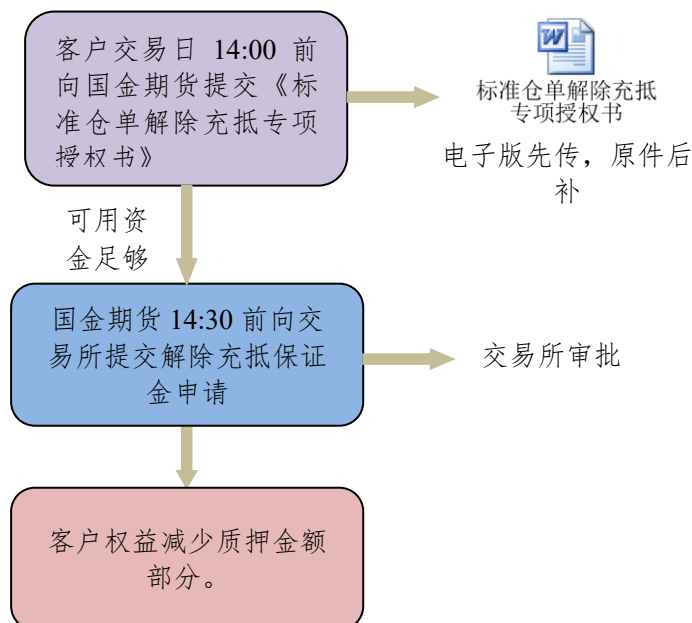 客户交易日 14:00 前
向国金期货提交《标
准仓单解除充抵专项
授权书》
标准仓单解除充抵
专项授权书
电子版先传，原件后
补
可用资
金足够
国金期货 14:30 前向交
易所提交解除充抵保证
金申请
交易所审批
客户权益减少质押金额
部分。